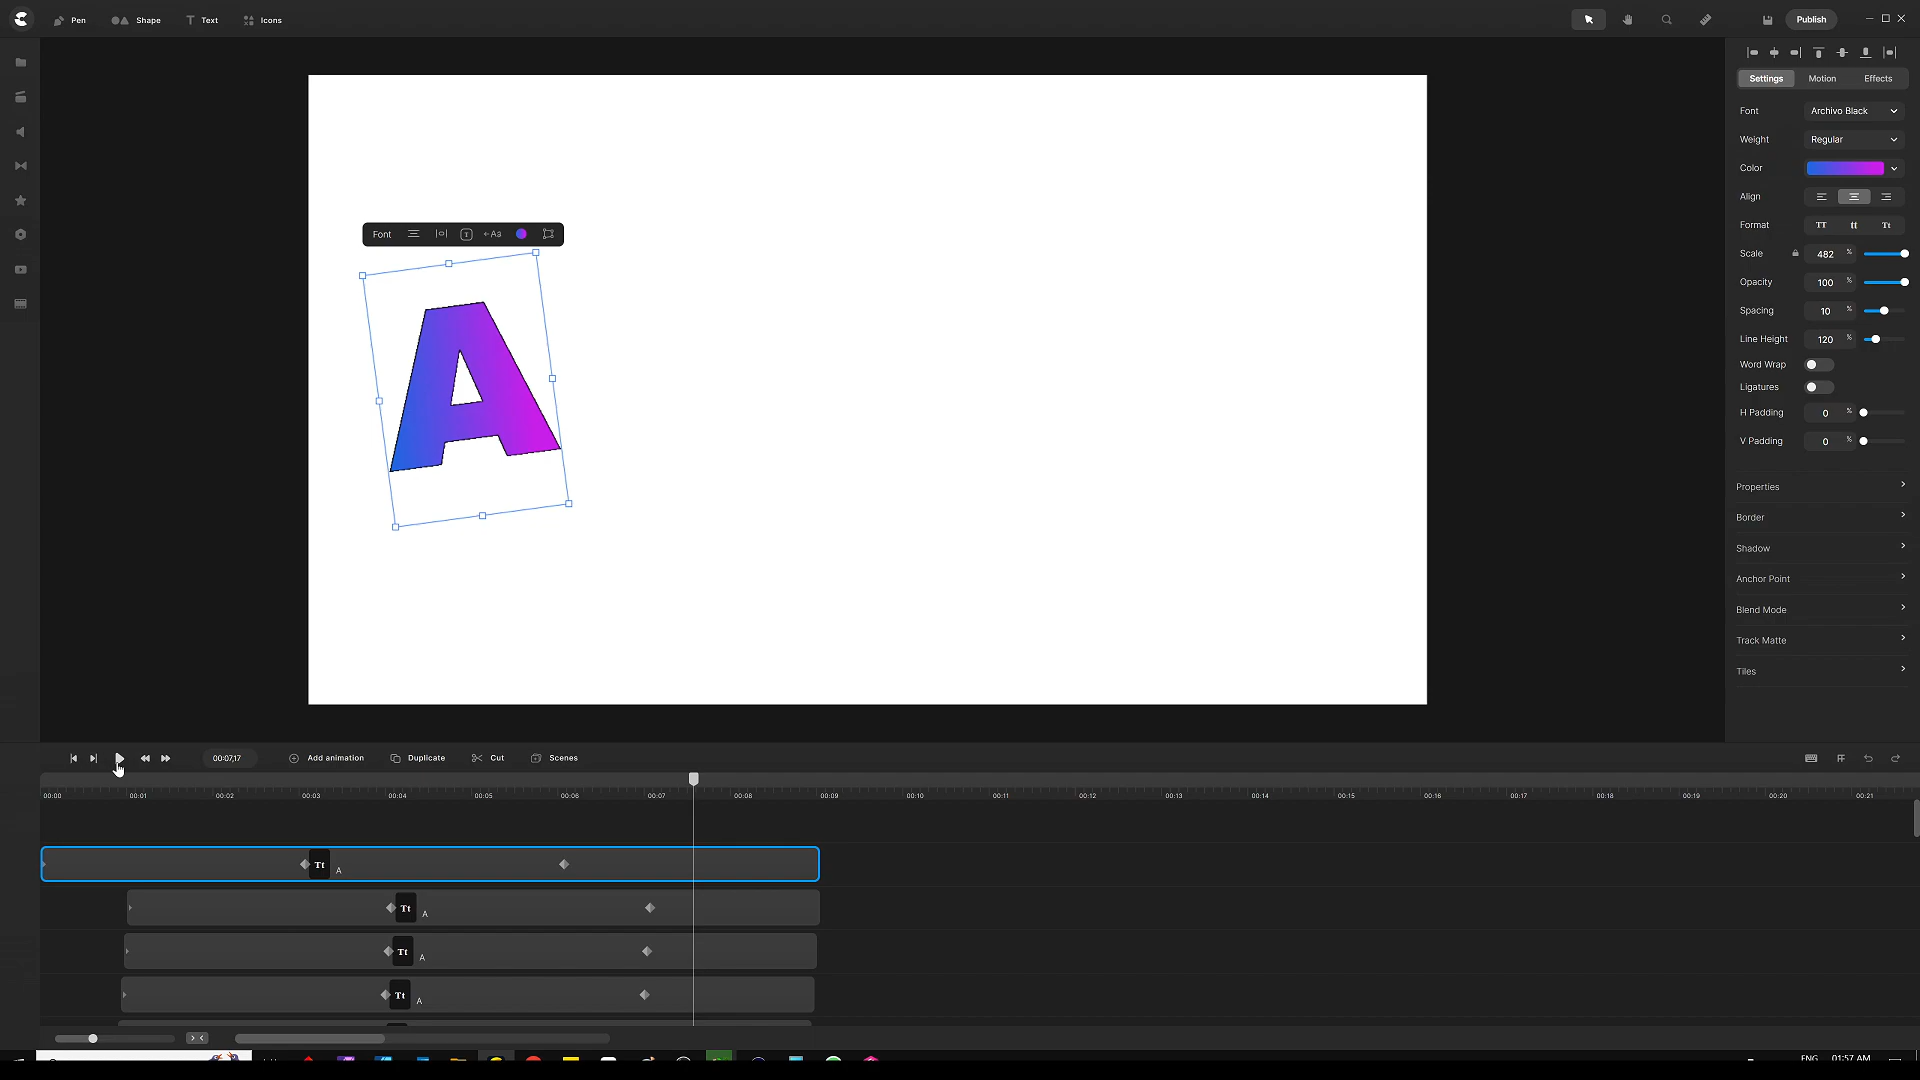 Pen Shape Text Icons Publish
Settings Motion Effects
Font Archivo Black
Weight Regular
Color
Align
Format TT tt Tt
Scale 482 %
Opacity 100 %
Spacing 10 %
Line Height 120 %
Word Wrap
Ligatures
H Padding 0 %
V Padding 0 %
Properties
Border
Shadow
Anchor Point
Blend Mode
Track Matte
Tiles
Font T Aa
A
00:07,17 Add animation Duplicate Cut Scenes
00:00 00:01 00:02 00:03 00:04 00:05 00:06 00:07 00:08 00:09 00:10 00:11 00:12 00:13 00:14 00:15 00:16 00:17 00:18 00:19 00:20 00:21
Tt A
Tt A
Tt A
Tt A
ENG 01:57 AM